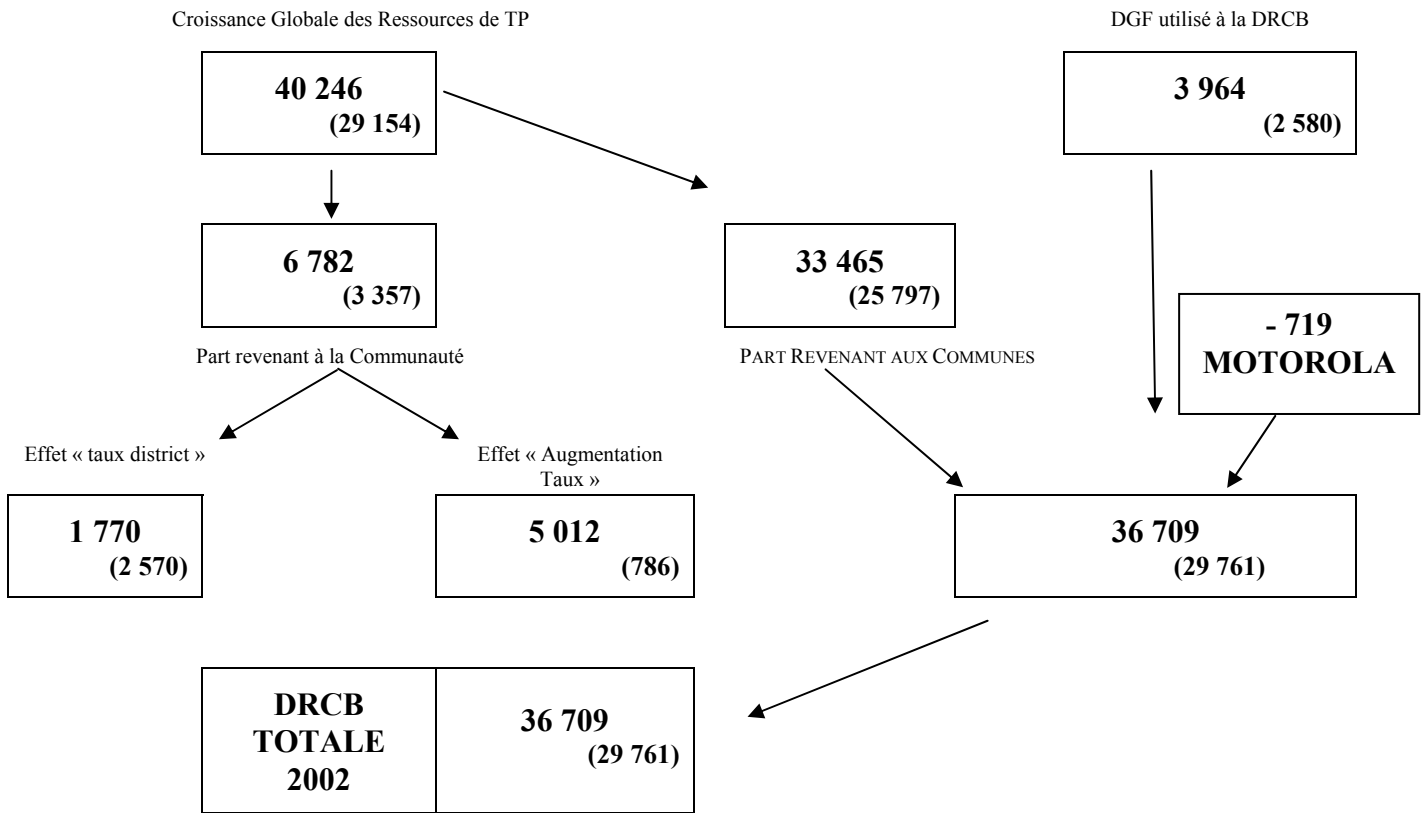 Croissance Globale des Ressources de TP
DGF utilisé à la DRCB
40 246
(29 154)
3 964
(2 580)
6 782
(3 357)
33 465
(25 797)
- 719
MOTOROLA
Part revenant à la Communauté
PART REVENANT AUX COMMUNES
Effet « taux district »
Effet « Augmentation
Taux »
1 770
(2 570)
5 012
(786)
36 709
(29 761)
DRCB
TOTALE
2002
36 709
(29 761)